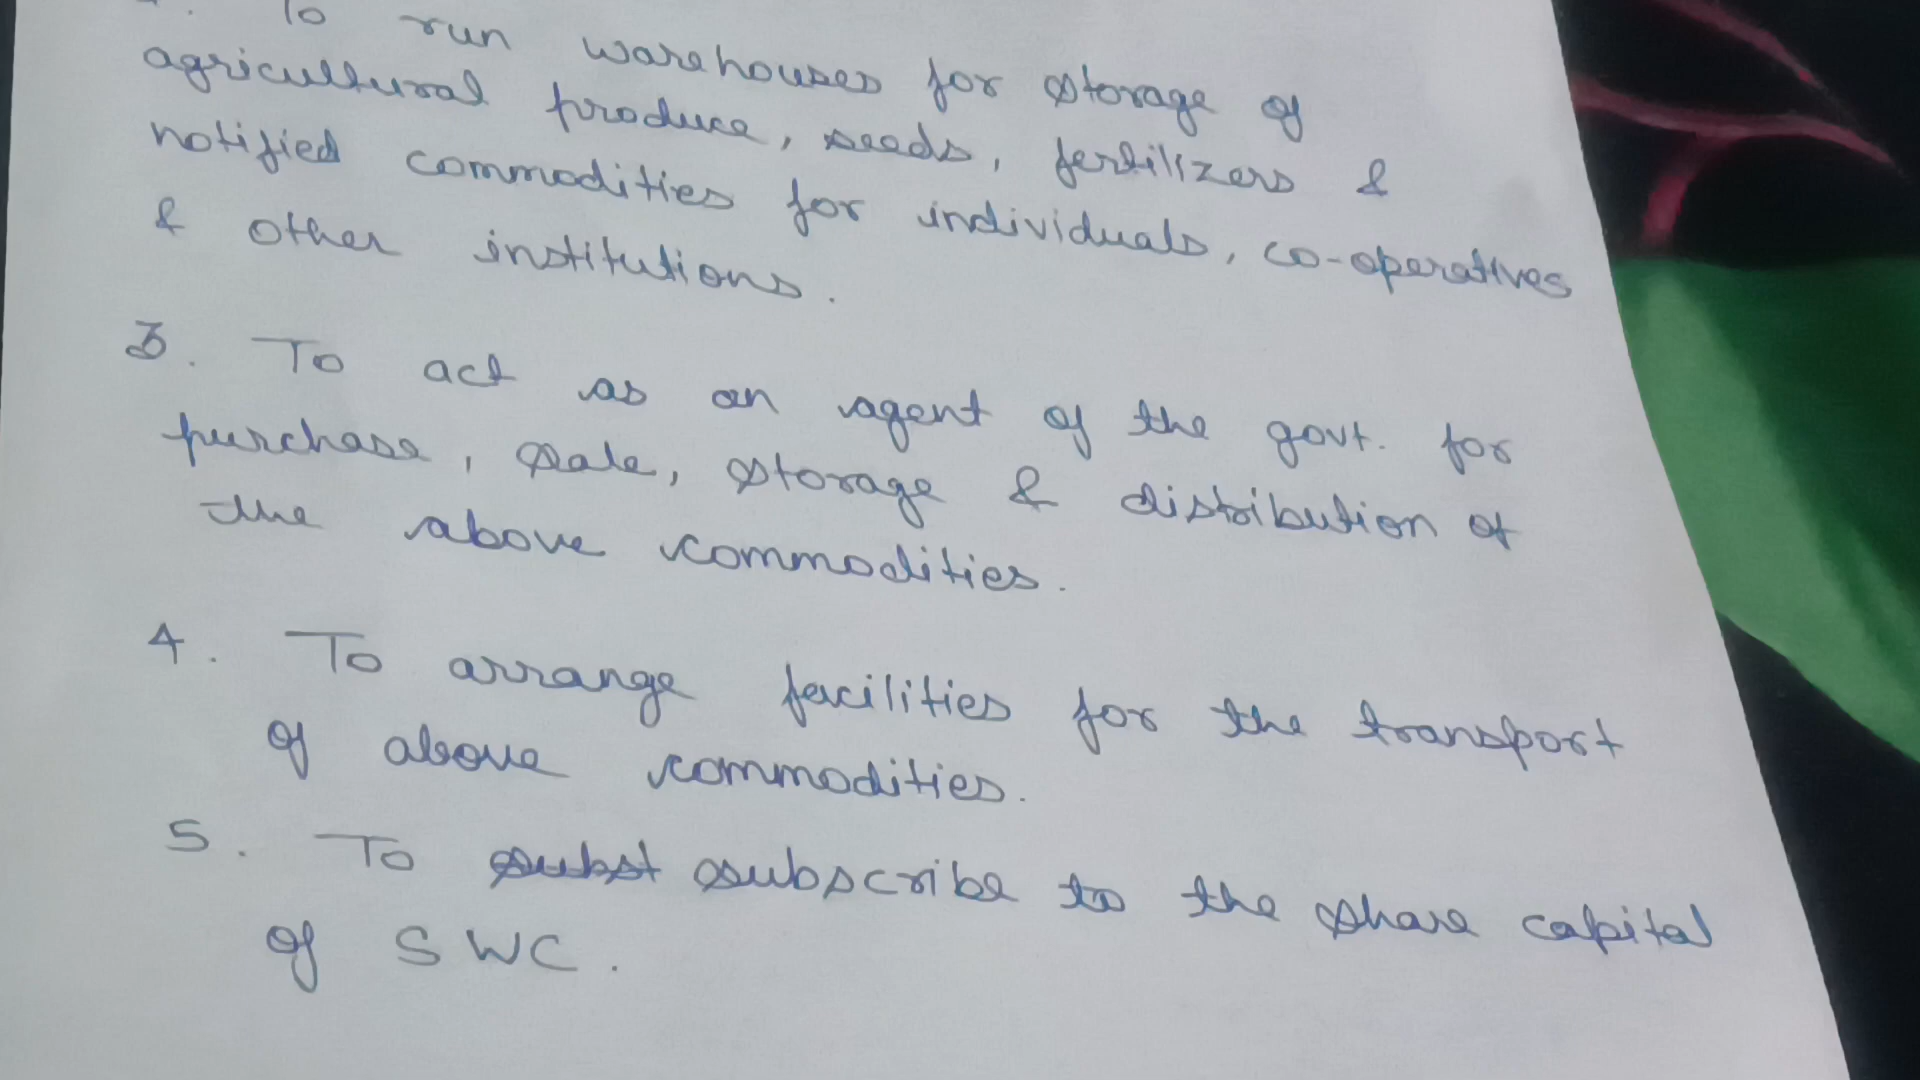 To run warehouses for storage of
agricultural produce, seeds, fertilizers &
notified commodities for individuals, co-operatives
& other institutions.
3. To act as an agent of the govt. for
purchase, sale, storage & distribution of
the above commodities.
4. To arrange facilities for the transport
of above commodities.
5. To subst subscribe to the share capital
of SWC.